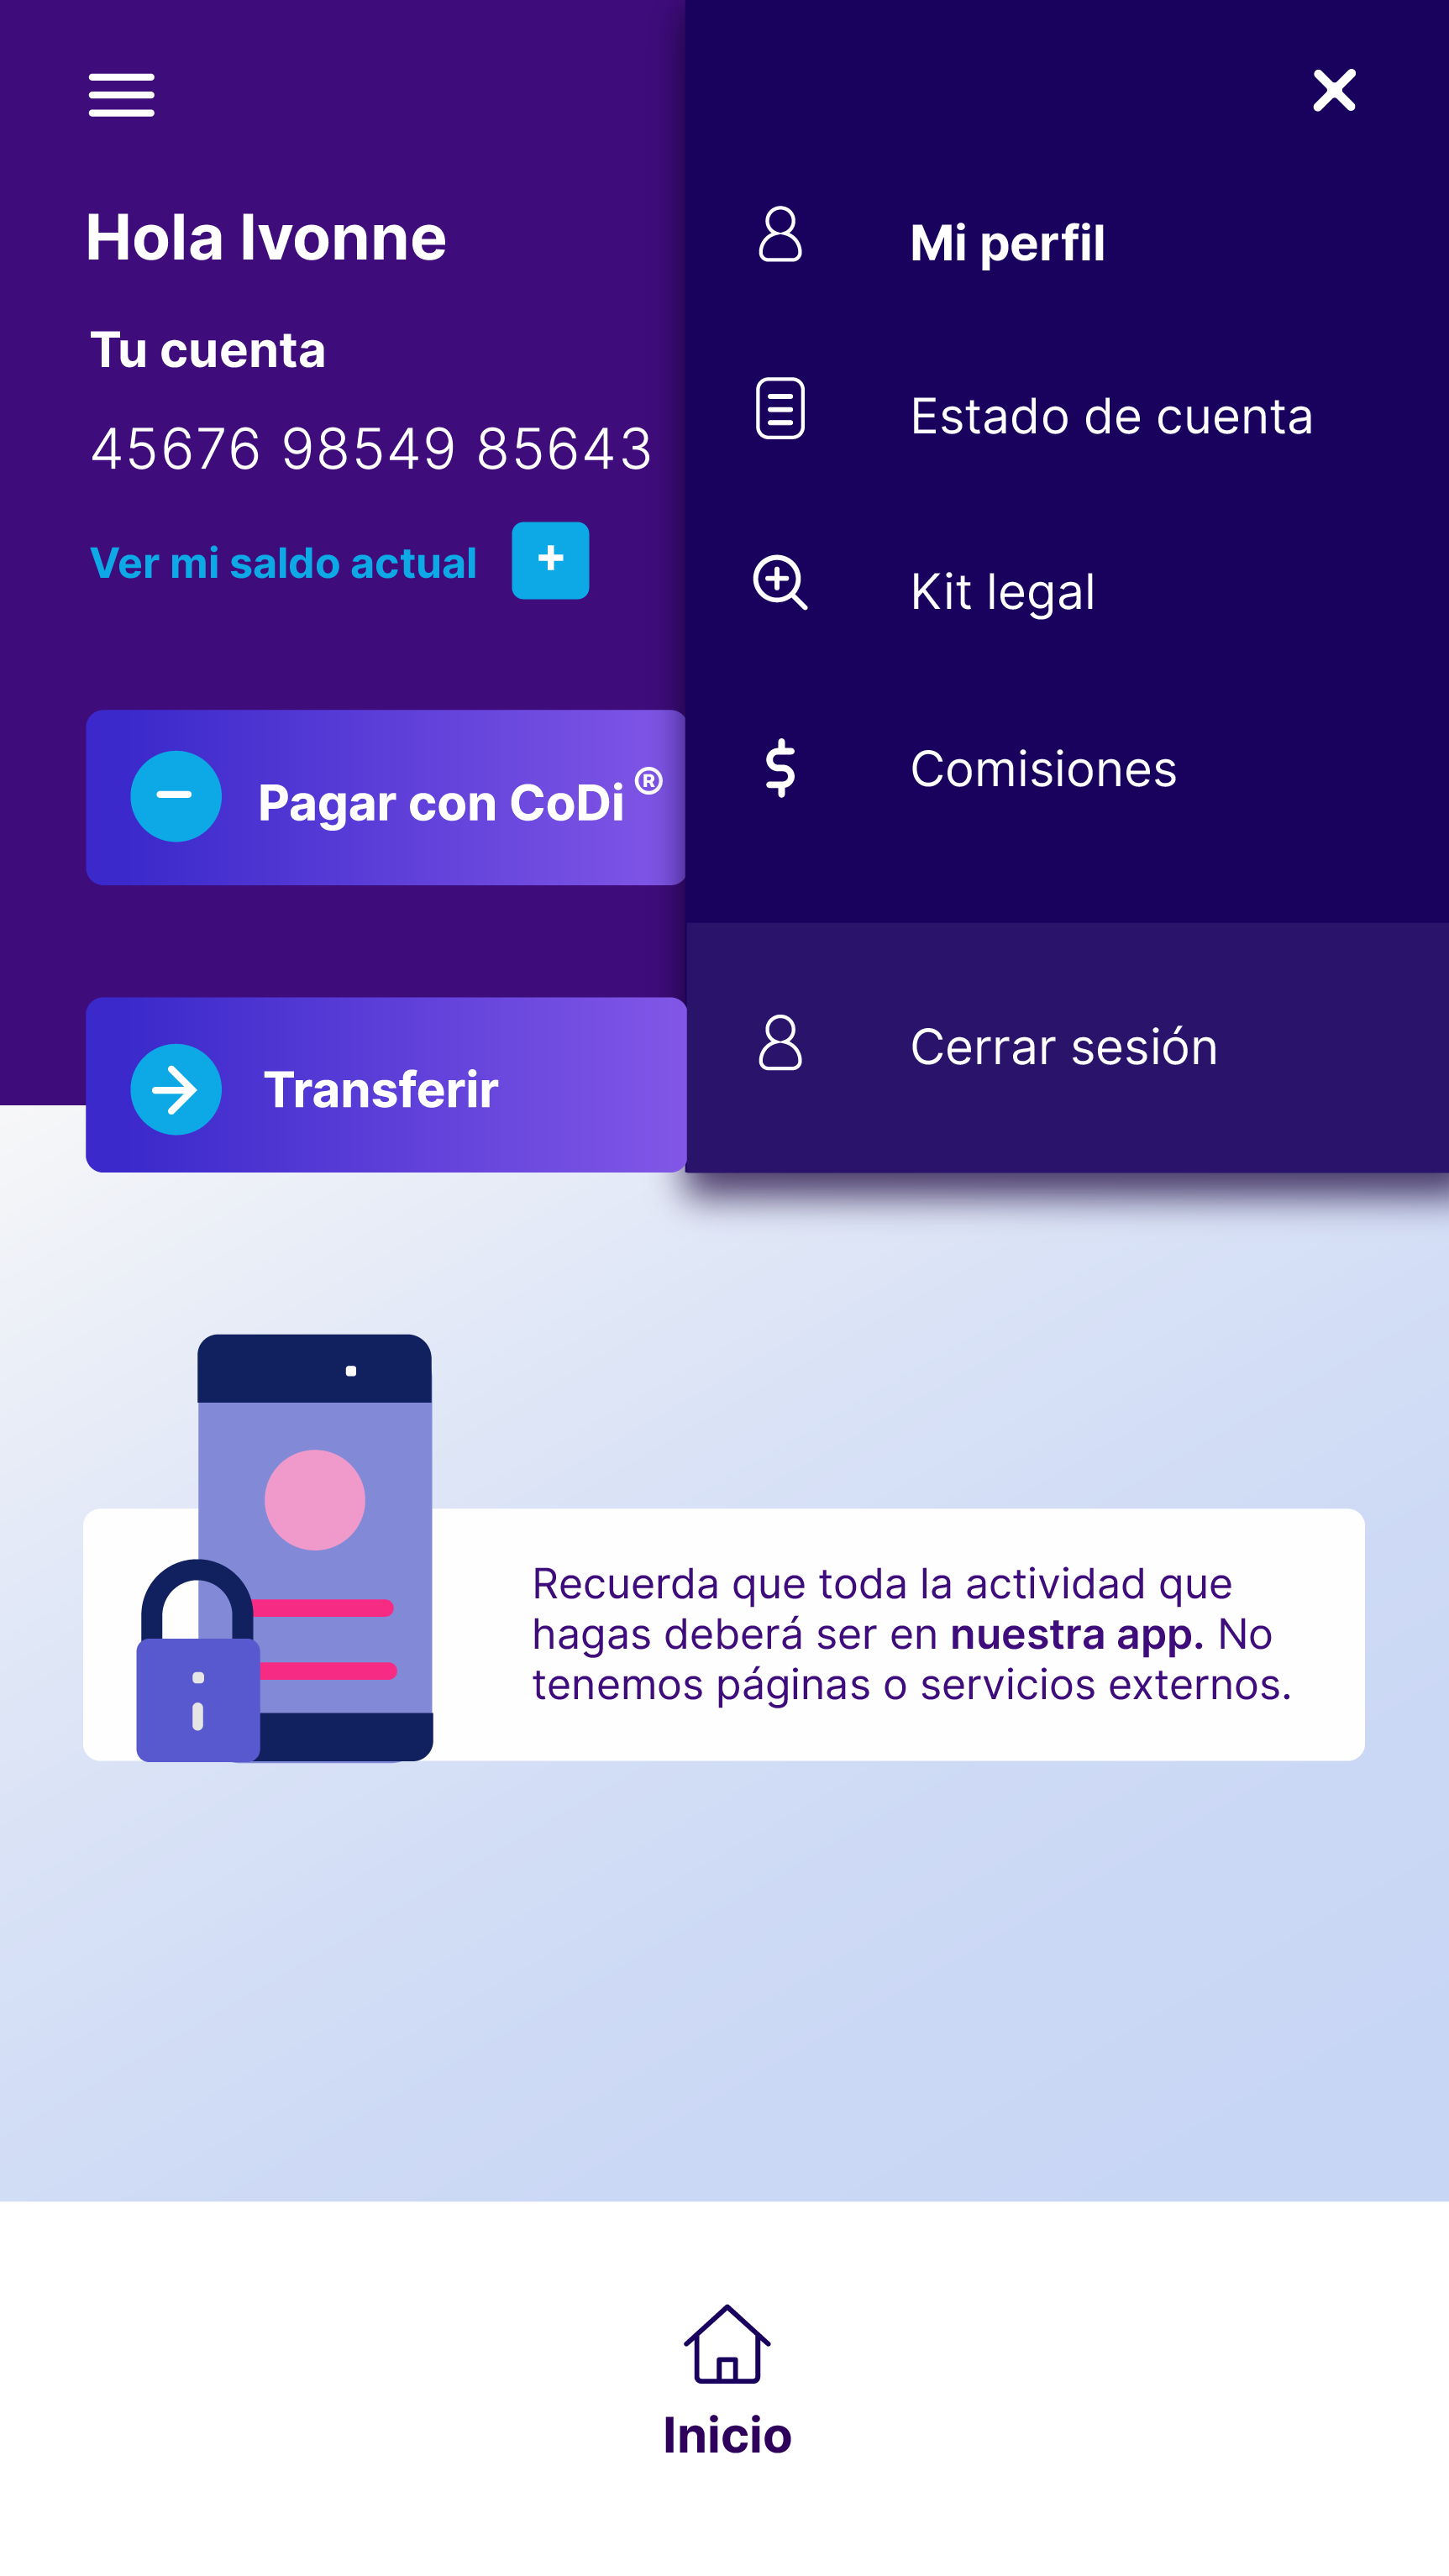 Hola Ivonne
Tu cuenta
45676 98549 85643
Ver mi saldo actual
Pagar con CoDi ®
Transferir
Mi perfil
Estado de cuenta
Kit legal
Comisiones
Cerrar sesión
Recuerda que toda la actividad que
hagas deberá ser en nuestra app. No
tenemos páginas o servicios externos.
Inicio